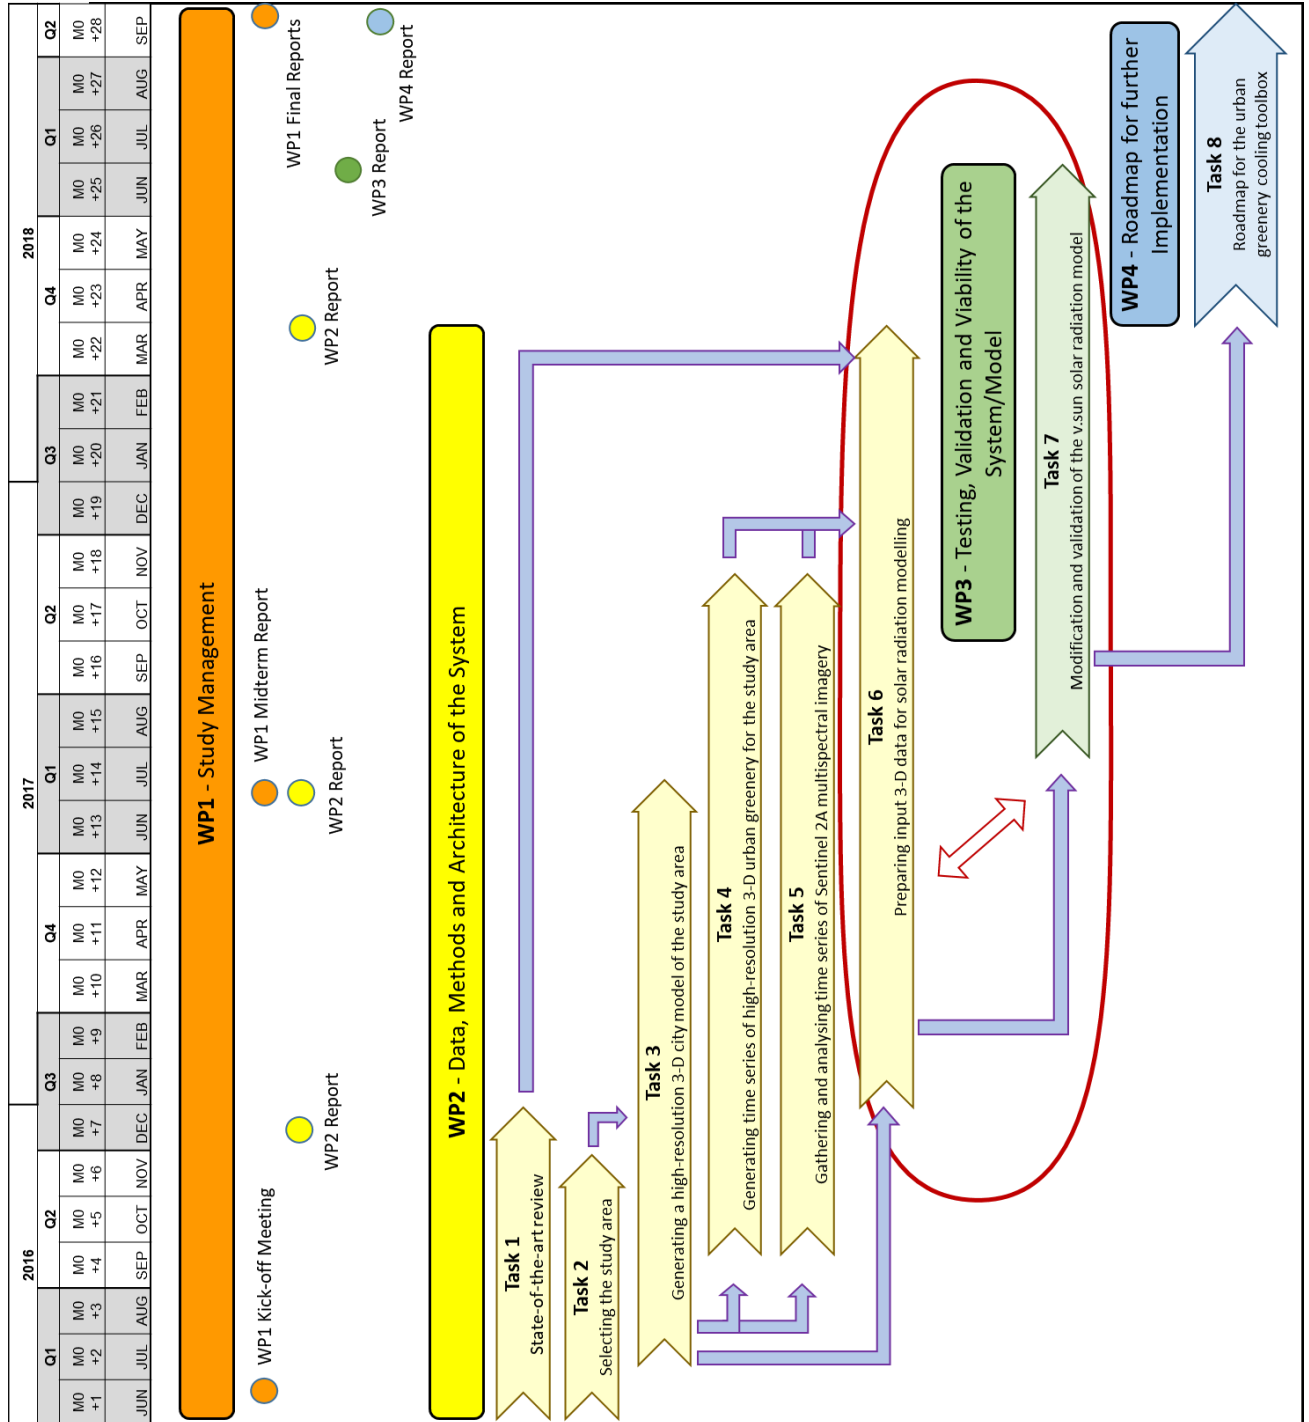 2016
2017
2018
Q1
Q2
Q3
Q4
Q1
Q2
Q3
Q4
Q1
Q2
M0 +1
M0 +2
M0 +3
M0 +4
M0 +5
M0 +6
M0 +7
M0 +8
M0 +9
M0 +10
M0 +11
M0 +12
M0 +13
M0 +14
M0 +15
M0 +16
M0 +17
M0 +18
M0 +19
M0 +20
M0 +21
M0 +22
M0 +23
M0 +24
M0 +25
M0 +26
M0 +27
M0 +28
JUN
JUL
AUG
SEP
OCT
NOV
DEC
JAN
FEB
MAR
APR
MAY
JUN
JUL
AUG
SEP
OCT
NOV
DEC
JAN
FEB
MAR
APR
MAY
JUN
JUL
AUG
SEP
WP1 - Study Management
WP1 Kick-off Meeting
WP1 Midterm Report
WP1 Final Reports
WP2 Report
WP2 Report
WP2 Report
WP3 Report
WP4 Report
WP2 - Data, Methods and Architecture of the System
Task 1
State-of-the-art review
Task 2
Selecting the study area
Task 3
Generating a high-resolution 3-D city model of the study area
Task 4
Generating time series of high-resolution 3-D urban greenery for the study area
Task 5
Gathering and analysing time series of Sentinel 2A multispectral imagery
Task 6
Preparing input 3-D data for solar radiation modelling
WP3 - Testing, Validation and Viability of the
System/Model
Task 7
Modification and validation of the v.sun solar radiation model
WP4 - Roadmap for further
Implementation
Task 8
Roadmap for the urban
greenery cooling toolbox